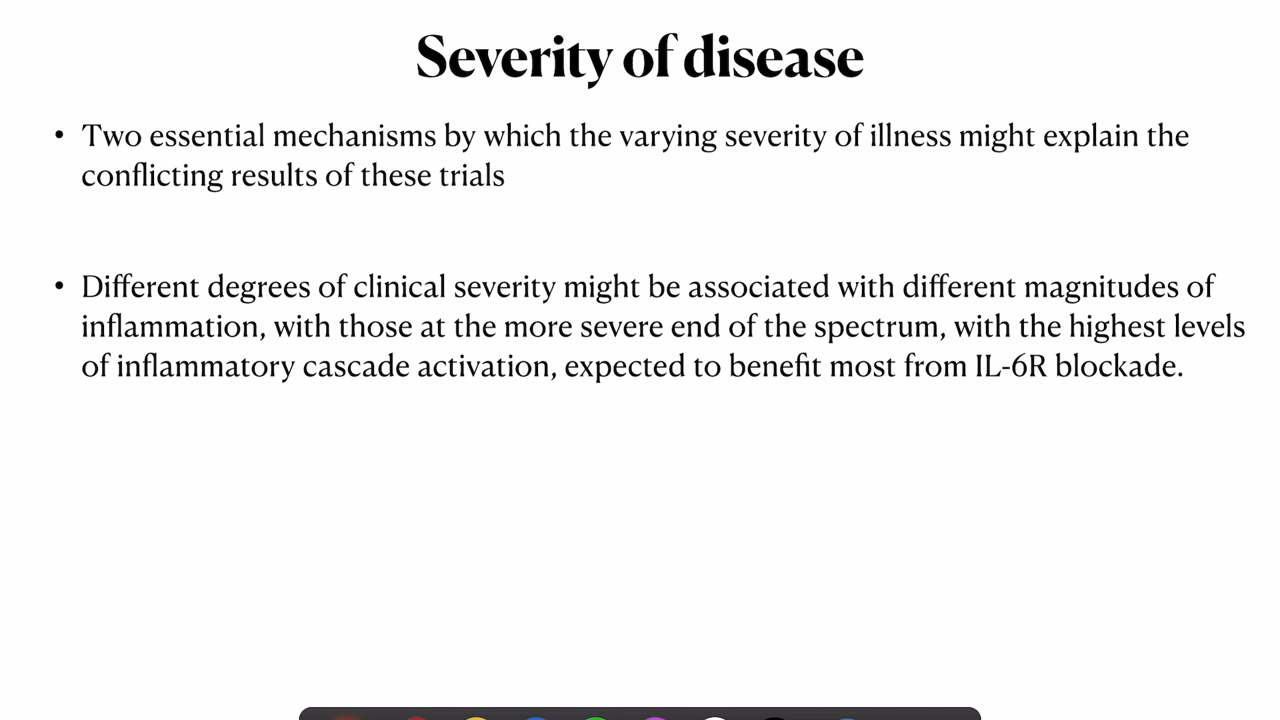 Severity of disease
• Two essential mechanisms by which the varying severity of illness might explain the
conflicting results of these trials
• Different degrees of clinical severity might be associated with different magnitudes of
inflammation, with those at the more severe end of the spectrum, with the highest levels
of inflammatory cascade activation, expected to benefit most from IL-6R blockade.